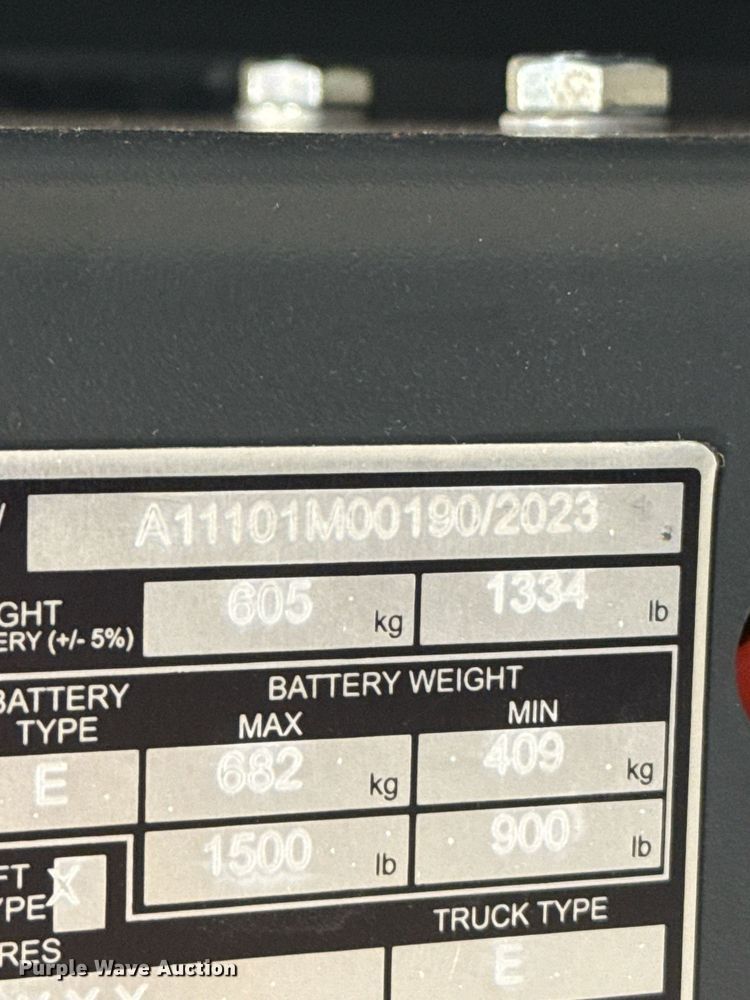 /
A11101M00190/2023
GHT
ERY (+/- 5%)
605 kg
1334 lb
BATTERY TYPE
BATTERY WEIGHT
MAX
MIN
E
682 kg
409 kg
1500 lb
900 lb
FT
YPE
X
TRUCK TYPE
RES
E
Purple Wave Auction